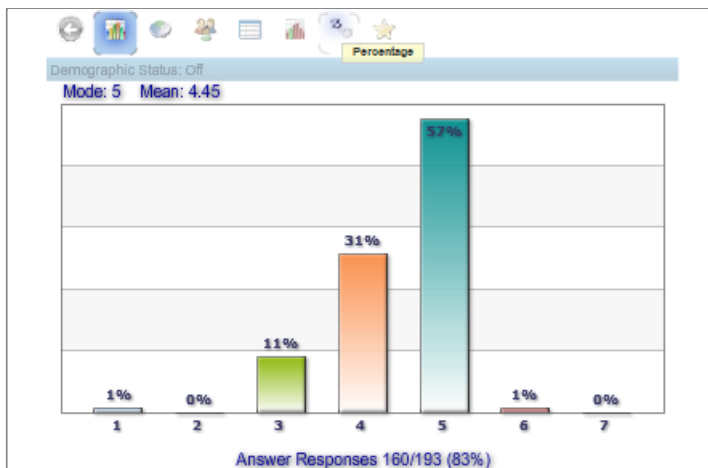 Percentage
Demographic Status: Off
Mode: 5 Mean: 4.45
57%
31%
11%
1% 0% 1% 0%
1 2 3 4 5 6 7
Answer Responses 160/193 (83%)